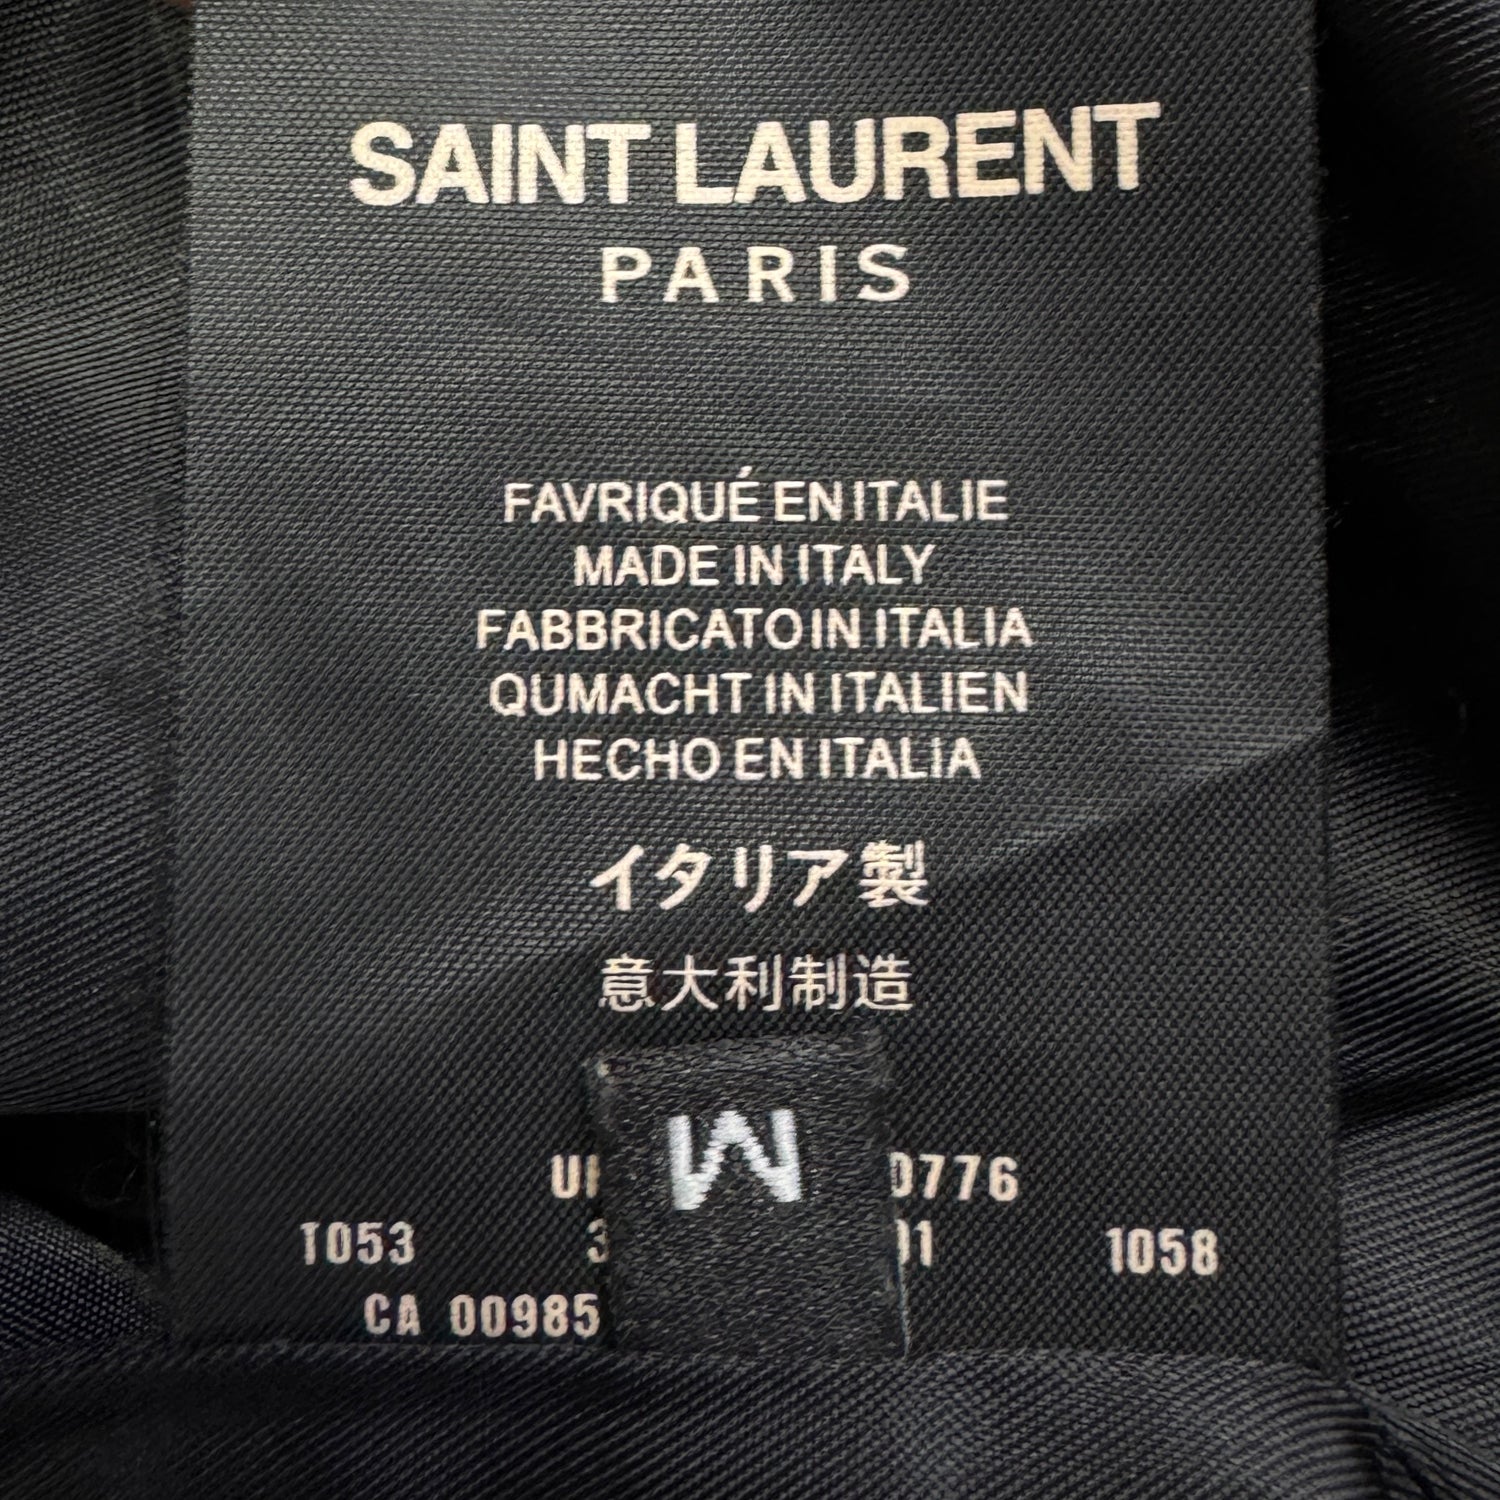 SAINT LAURENT
PARIS
FAVRIQUÉ EN ITALIE
MADE IN ITALY
FABBRICATO IN ITALIA
QUMACHT IN ITALIEN
HECHO EN ITALIA
イタリア製
意大利制造
M
0776
T053 1058
CA 00985